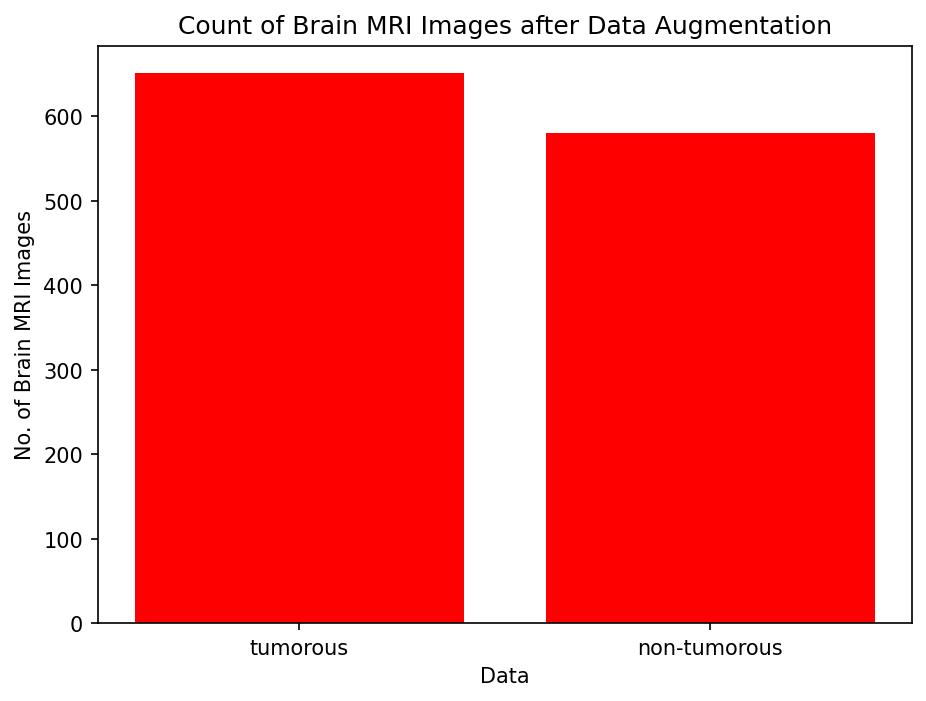 Count of Brain MRI Images after Data Augmentation
No. of Brain MRI Images
600
500
400
300
200
100
0
tumorous
non-tumorous
Data